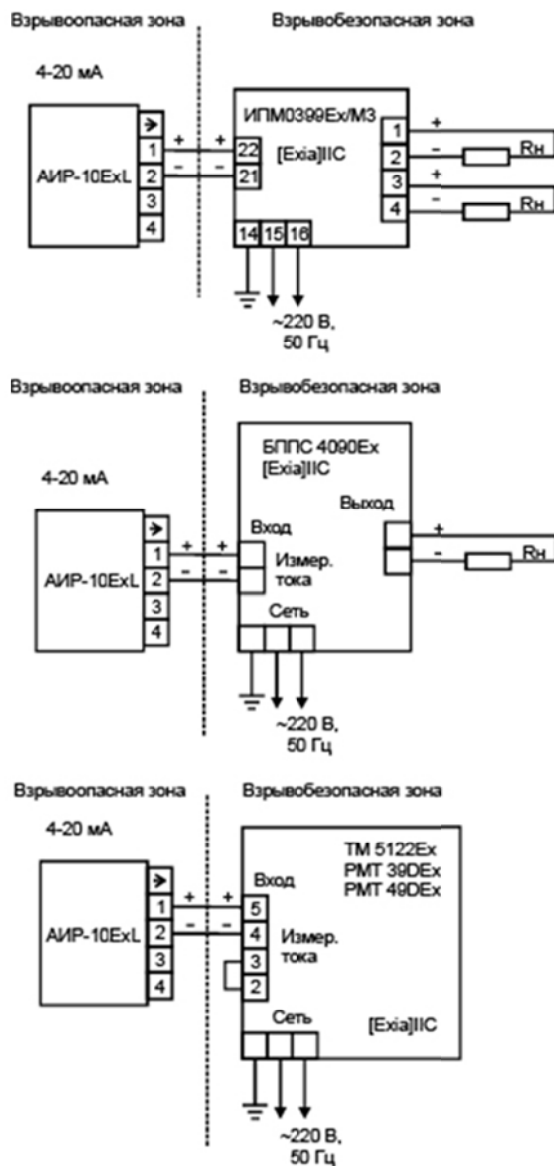 Взрывоопасная зона
Взрывобезопасная зона
4-20 мА
АИР-10ExL
1
2
3
4
+
+
−
−
ИПМ0399Ex/М3
[Exia]IIC
22
21
14
15
16
1
2
3
4
+
−
Rн
+
−
Rн
~220 В,
50 Гц
Взрывоопасная зона
Взрывобезопасная зона
4-20 мА
АИР-10ExL
1
2
3
4
+
+
−
−
БППС 4090Ex
[Exia]IIC
Выход
Вход
Измер.
тока
Сеть
+
−
Rн
~220 В,
50 Гц
Взрывоопасная зона
Взрывобезопасная зона
4-20 мА
АИР-10ExL
1
2
3
4
+
+
−
−
ТМ 5122Ex
РМТ 39DEx
РМТ 49DEx
Вход
5
4
3
2
Измер.
тока
Сеть
[Exia]IIC
~220 В,
50 Гц